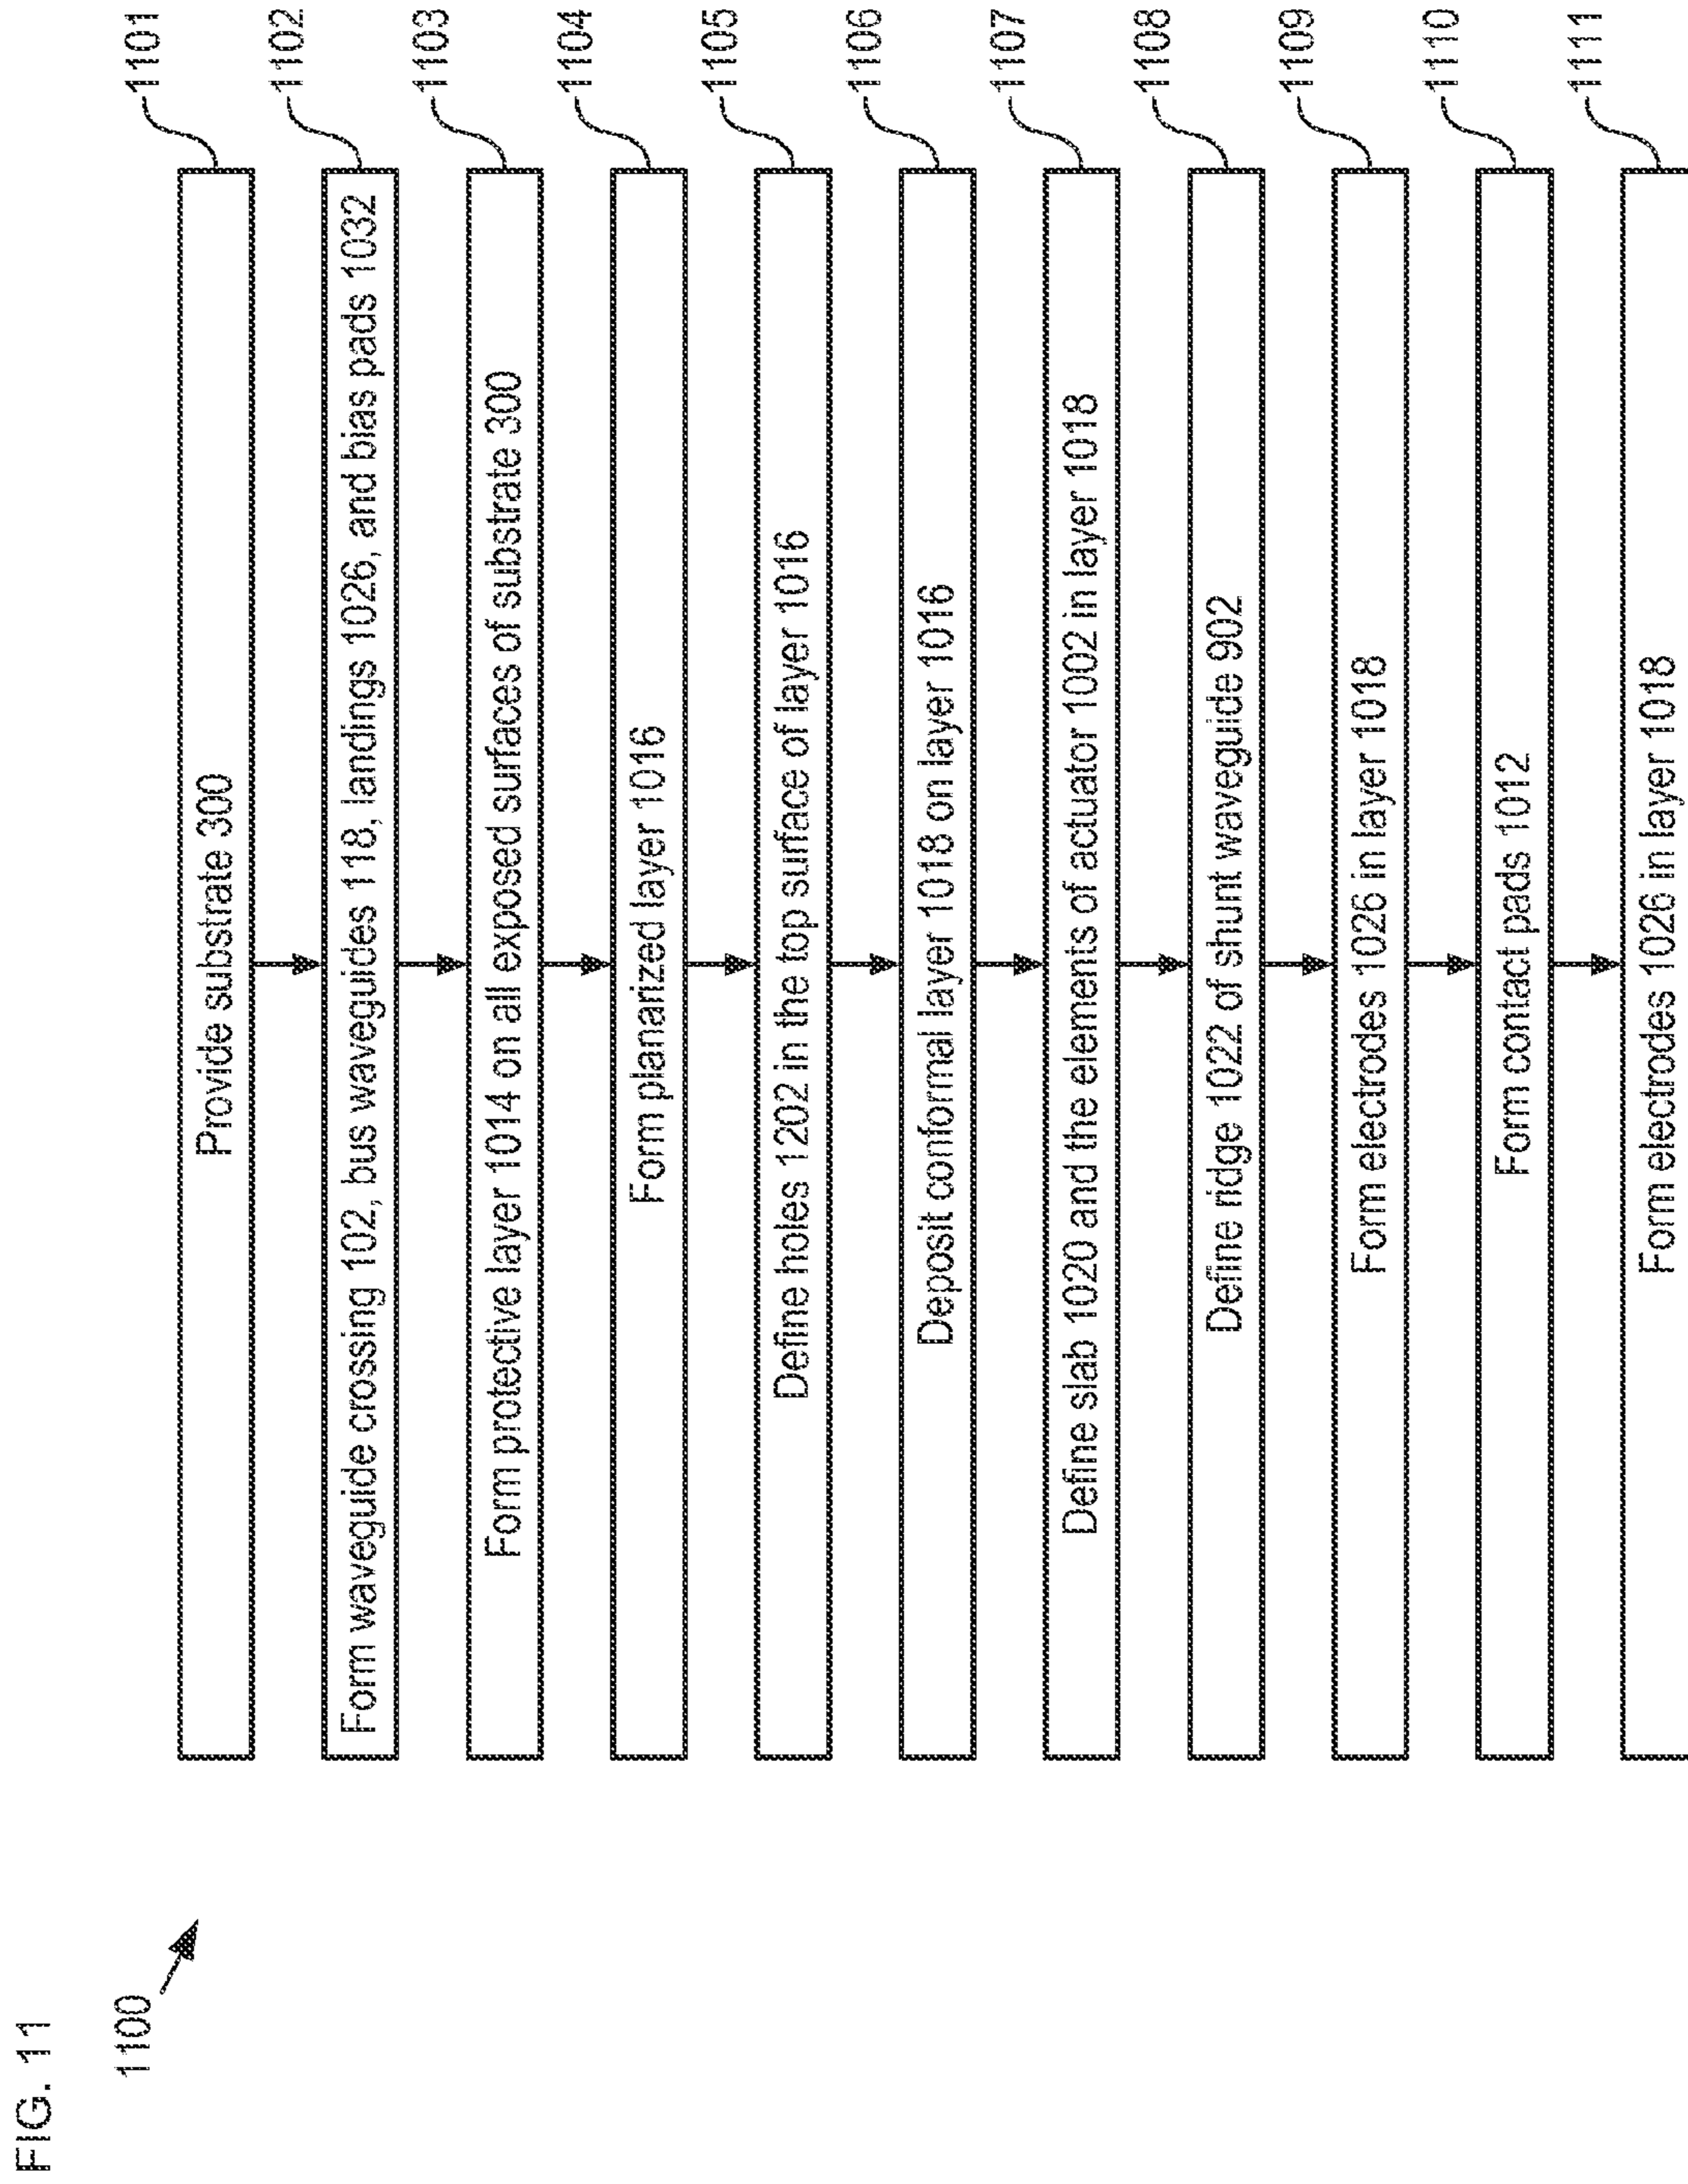 FIG. 11
1100
Provide substrate 300
1101
Form waveguide crossing 102, bus waveguides 118, landings 1026, and bias pads 1032
1102
Form protective layer 1014 on all exposed surfaces of substrate 300
1103
Form planarized layer 1016
1104
Define holes 1202 in the top surface of layer 1016
1105
Deposit conformal layer 1018 on layer 1016
1106
Define slab 1020 and the elements of actuator 1002 in layer 1018
1107
Define ridge 1022 of shunt waveguide 902
1108
Form electrodes 1026 in layer 1018
1109
Form contact pads 1012
1110
Form electrodes 1026 in layer 1018
1111